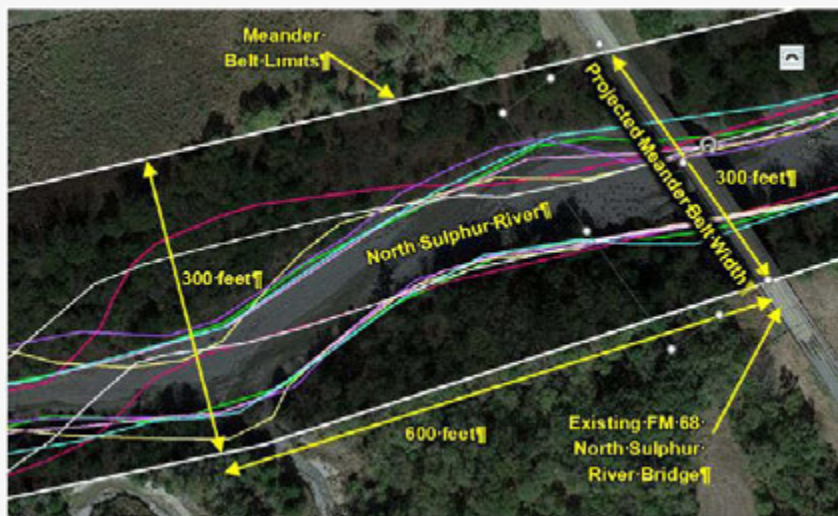 Meander·
Belt·Limits¶
Projected·Meander·Belt·Width¶
300·feet¶
North·Sulphur·River¶
300·feet¶
600·feet¶
Existing·FM·68·
North·Sulphur·
River·Bridge¶